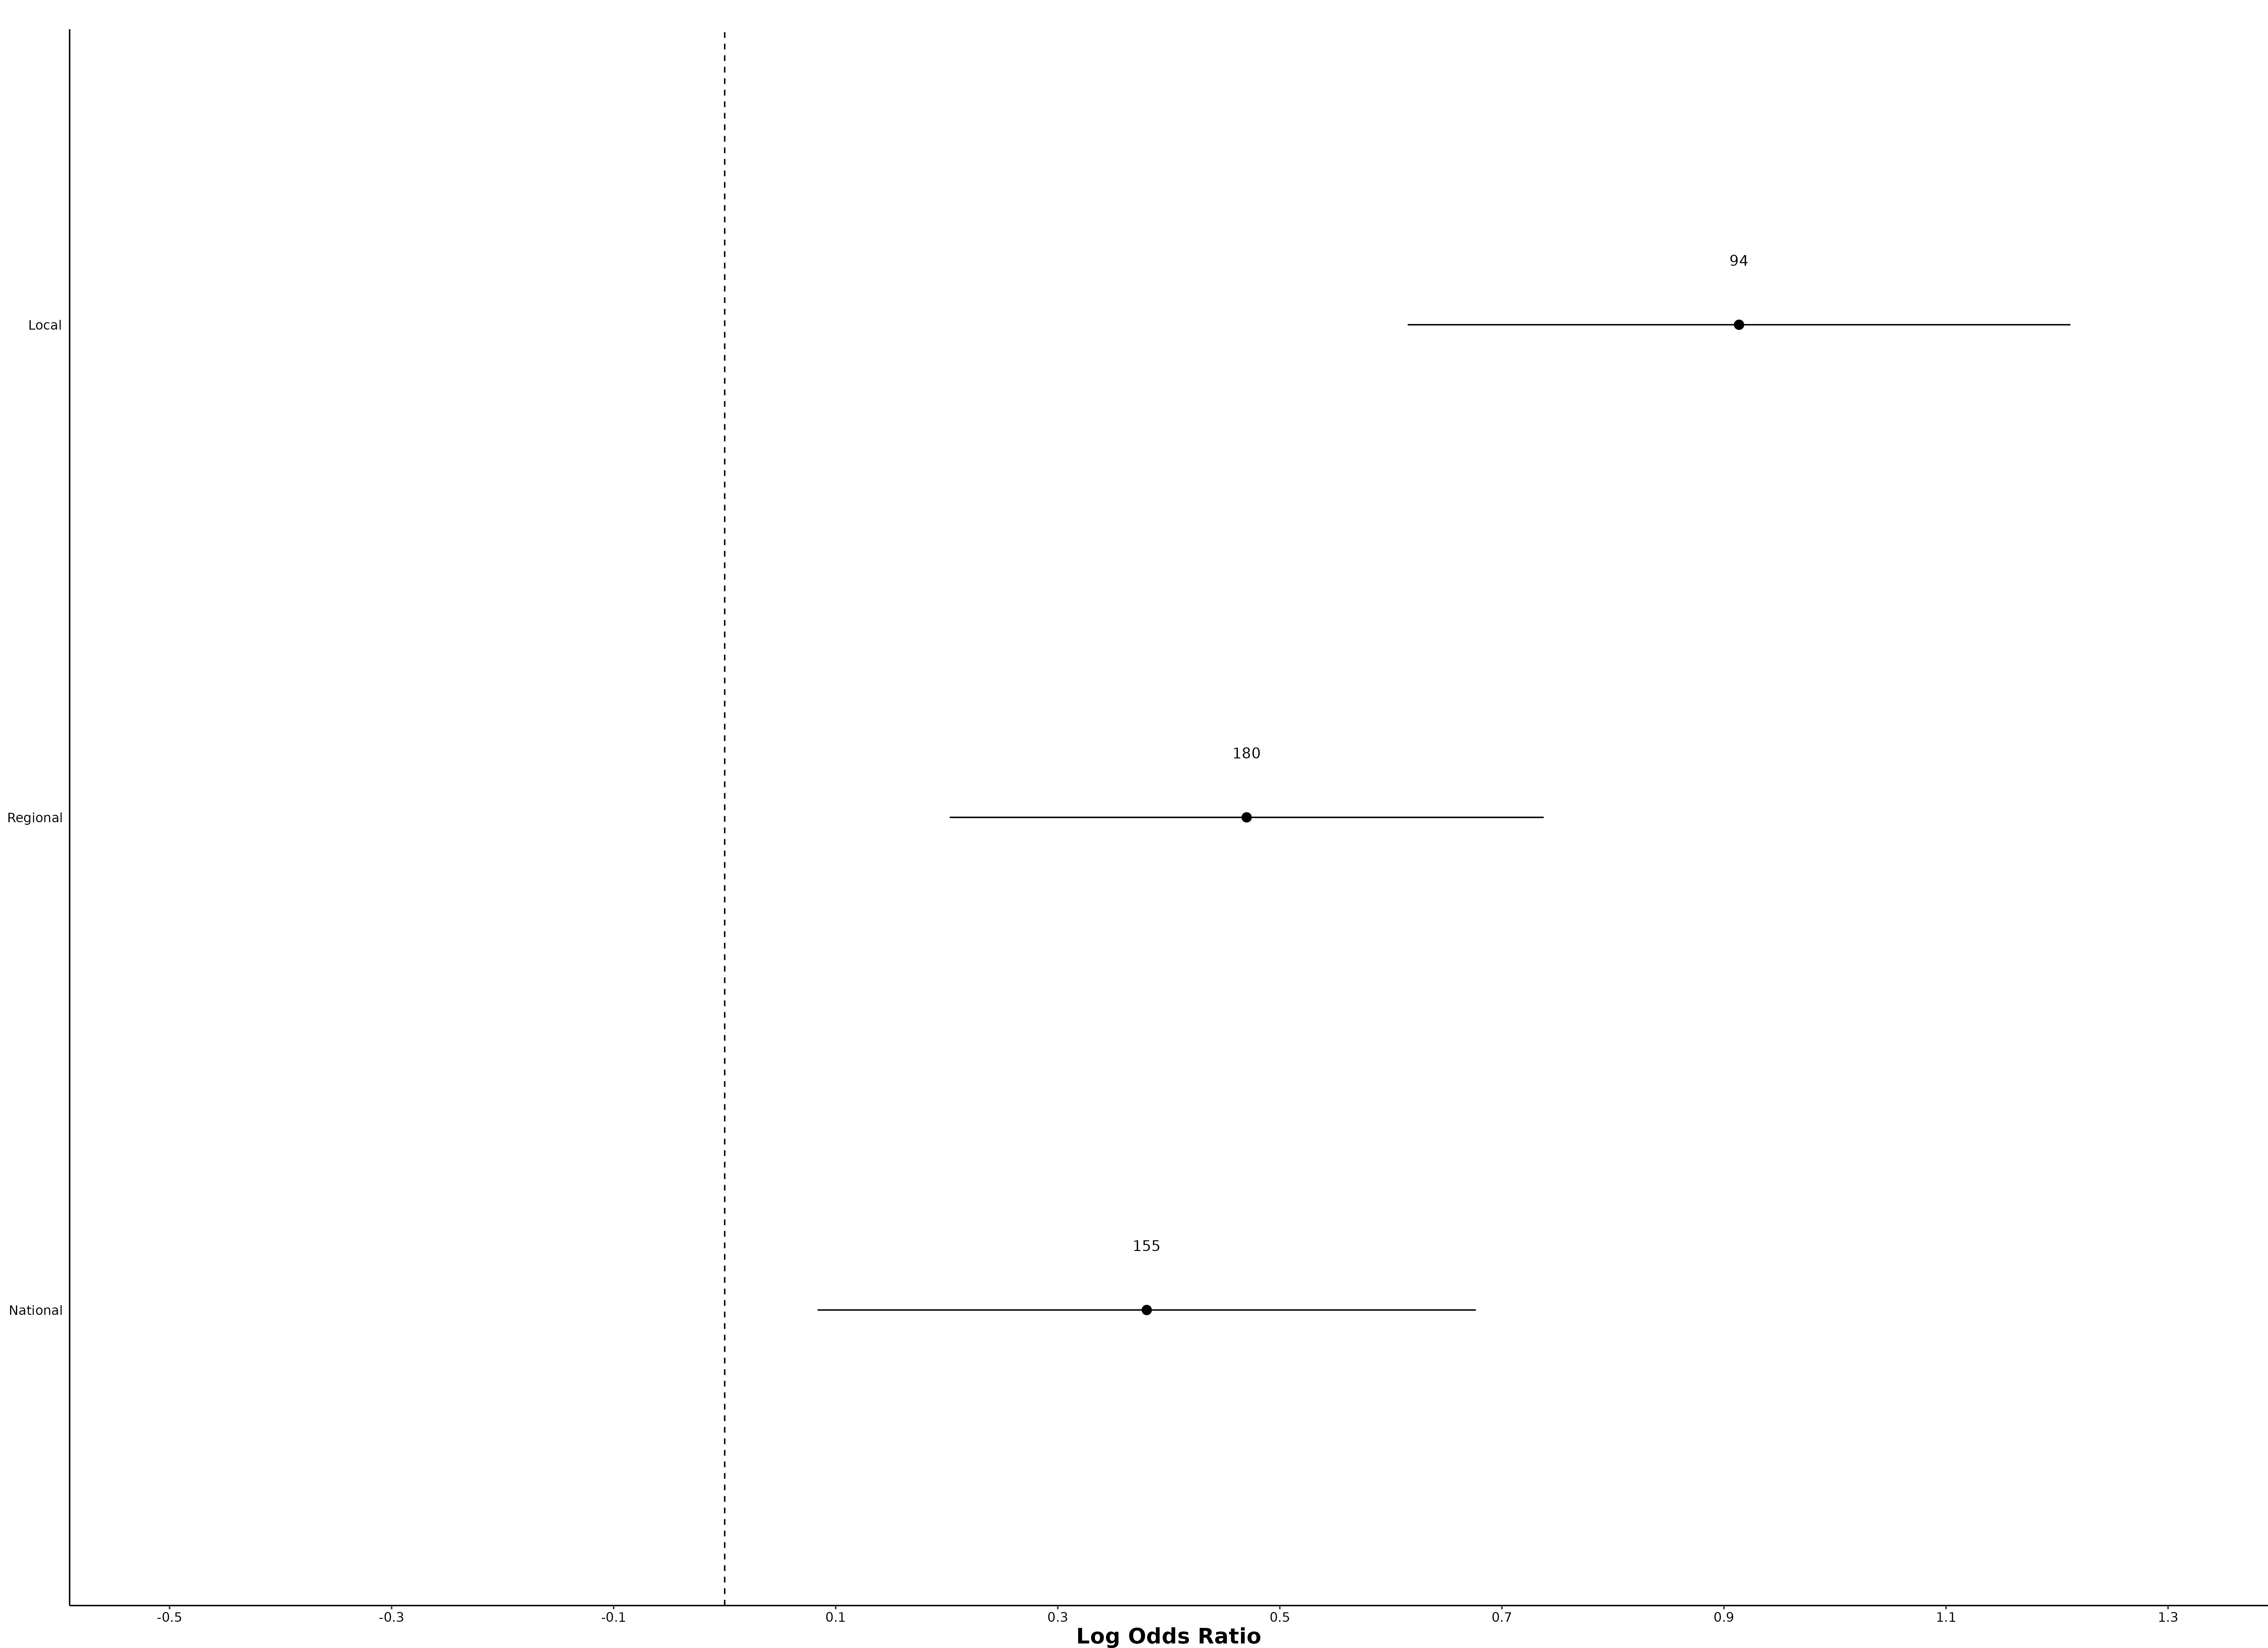 94
Local
180
Regional
155
National
-0.5 -0.3 -0.1 0.1 0.3 0.5 0.7 0.9 1.1 1.3
Log Odds Ratio